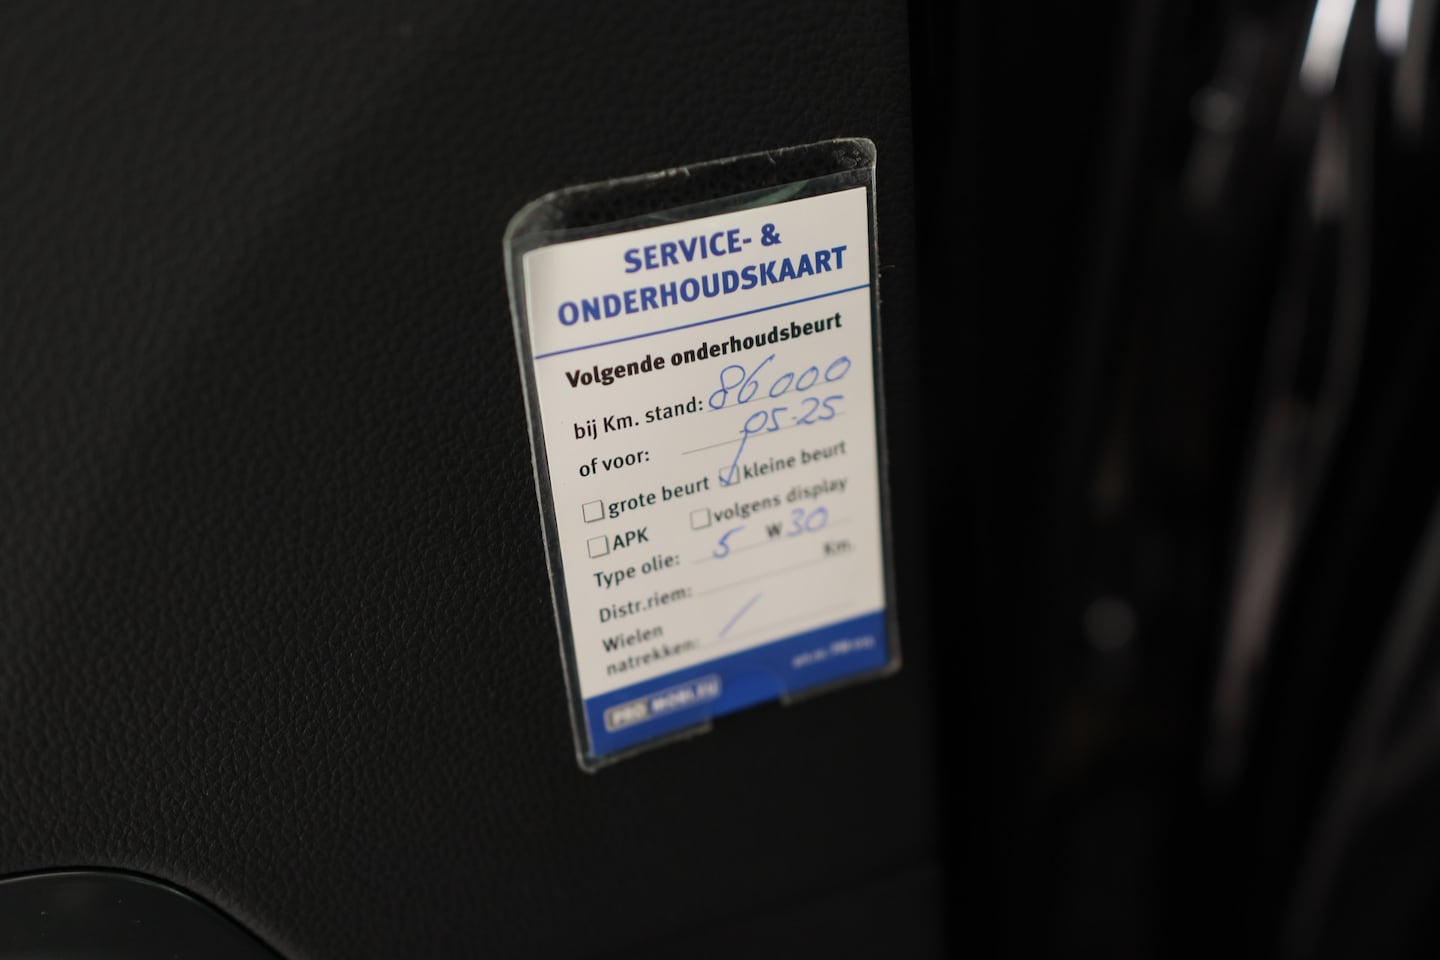 SERVICE- &
ONDERHOUDSKAART
Volgende onderhoudsbeurt
bij Km. stand: 86000
of voor: 05-25
grote beurt kleine beurt
APK volgens display
Type olie: 5 W 30
Distr.riem: Km.
Wielen
natrekken: /